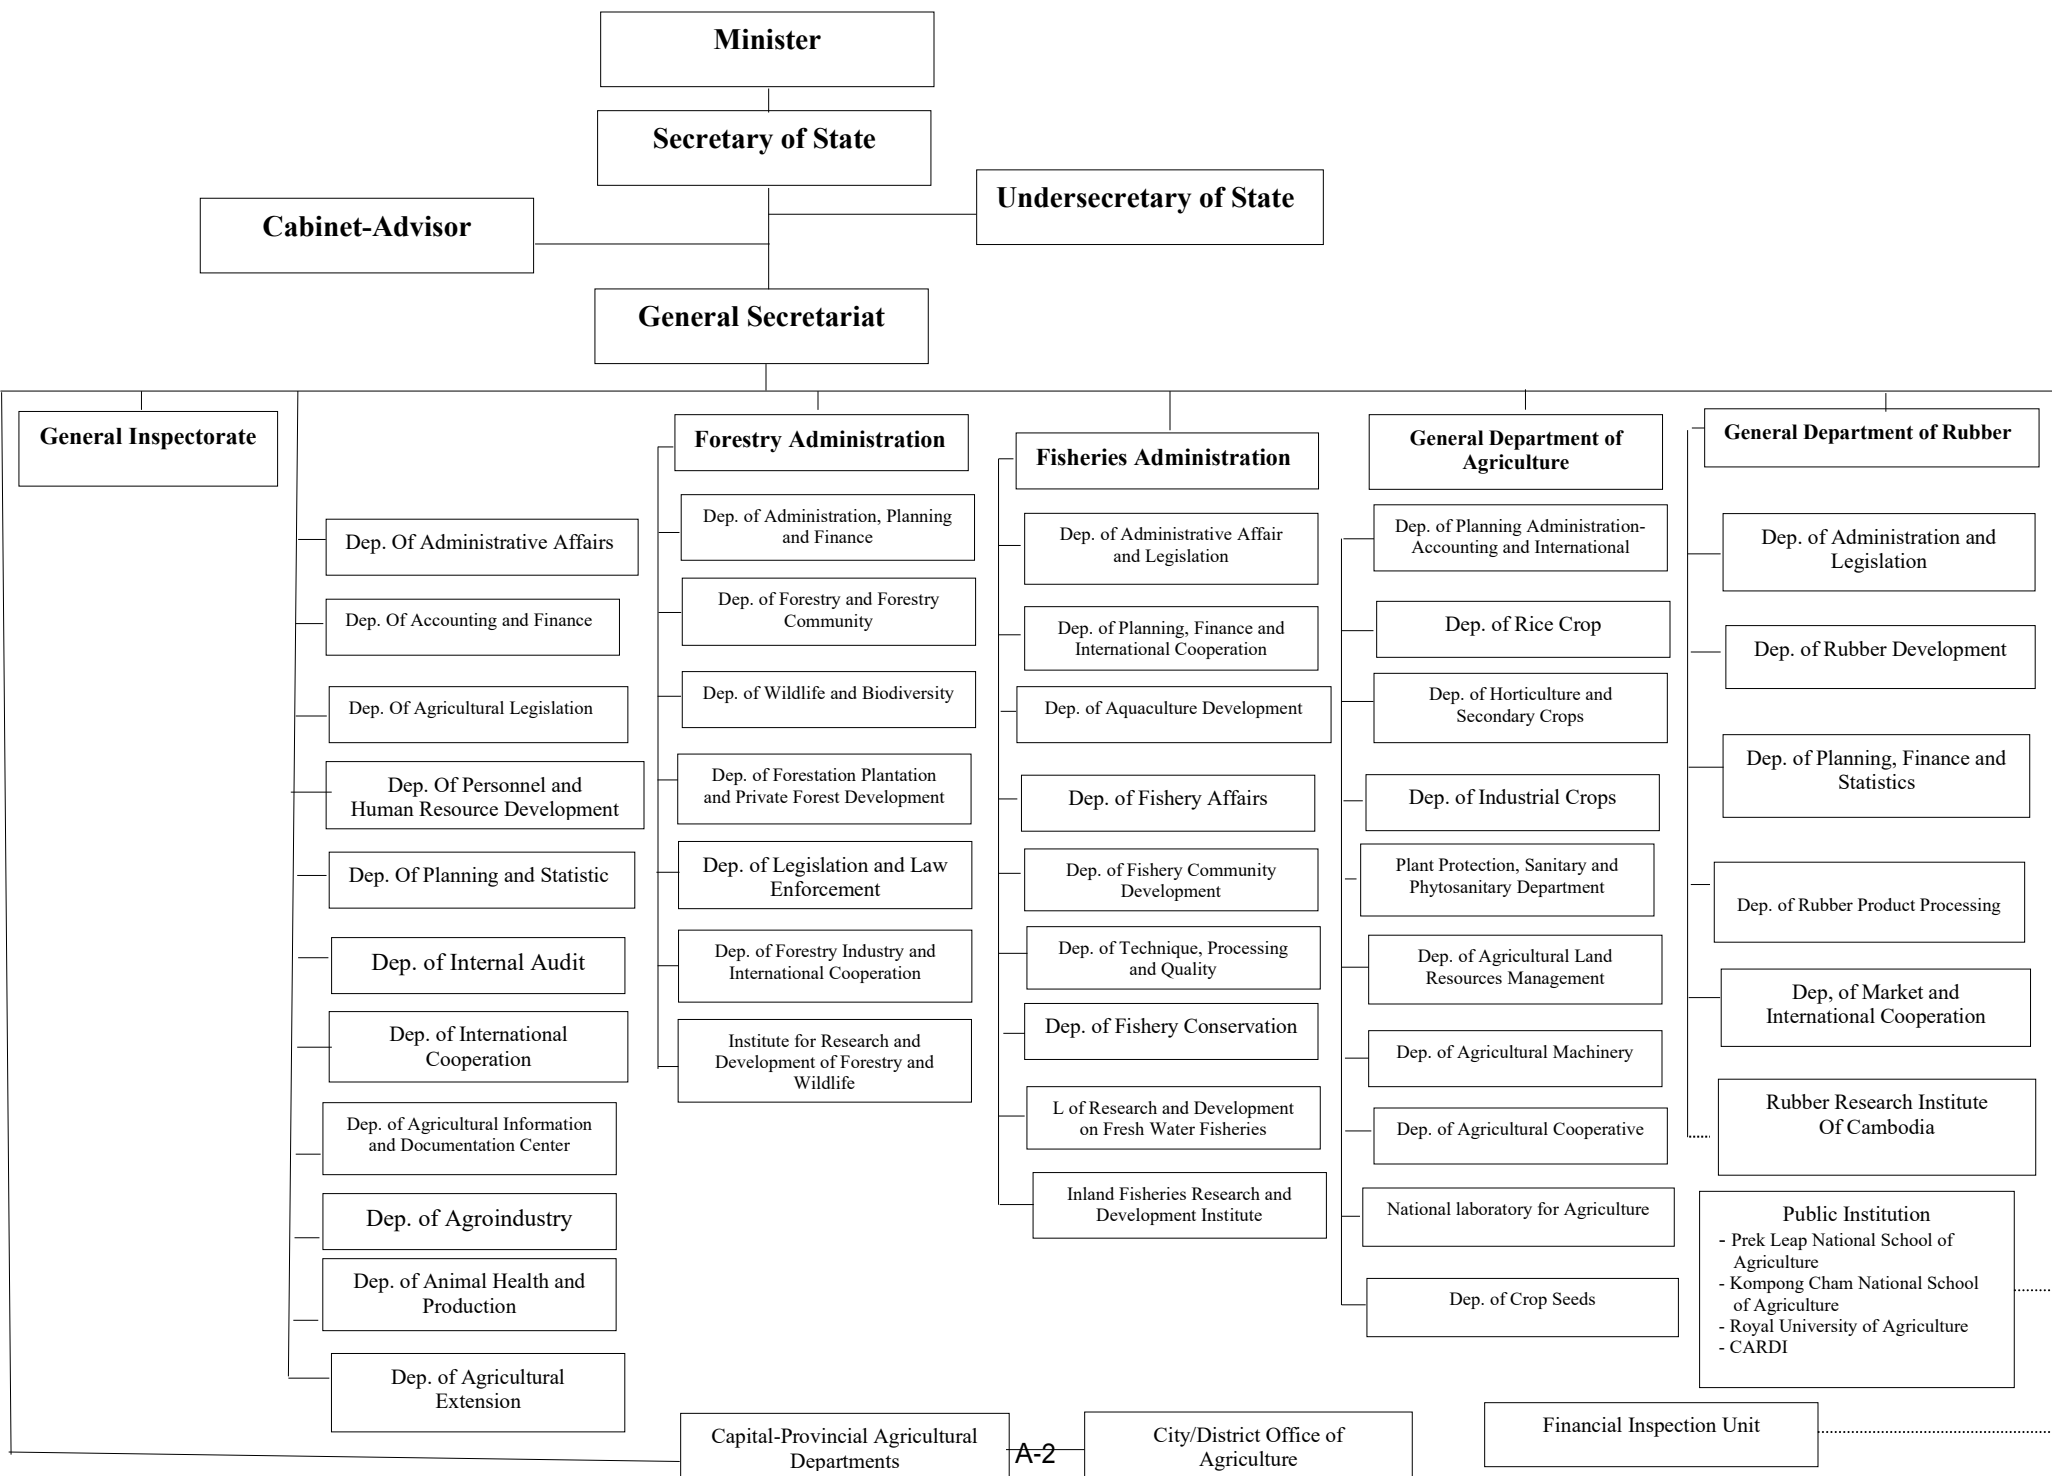 Minister
Secretary of State
Undersecretary of State
Cabinet-Advisor
General Secretariat
General Inspectorate
Dep. Of Administrative Affairs
Dep. Of Accounting and Finance
Dep. Of Agricultural Legislation
Dep. Of Personnel and
Human Resource Development
Dep. Of Planning and Statistic
Dep. of Internal Audit
Dep. of International
Cooperation
Dep. of Agricultural Information
and Documentation Center
Dep. of Agroindustry
Dep. of Animal Health and
Production
Dep. of Agricultural
Extension
Forestry Administration
Dep. of Administration, Planning
and Finance
Dep. of Forestry and Forestry
Community
Dep. of Wildlife and Biodiversity
Dep. of Forestation Plantation
and Private Forest Development
Dep. of Legislation and Law
Enforcement
Dep. of Forestry Industry and
International Cooperation
Institute for Research and
Development of Forestry and
Wildlife
Fisheries Administration
Dep. of Administrative Affair
and Legislation
Dep. of Planning, Finance and
International Cooperation
Dep. of Aquaculture Development
Dep. of Fishery Affairs
Dep. of Fishery Community
Development
Dep. of Technique, Processing
and Quality
Dep. of Fishery Conservation
L of Research and Development
on Fresh Water Fisheries
Inland Fisheries Research and
Development Institute
General Department of
Agriculture
Dep. of Planning Administration-
Accounting and International
Dep. of Rice Crop
Dep. of Horticulture and
Secondary Crops
Dep. of Industrial Crops
Plant Protection, Sanitary and
Phytosanitary Department
Dep. of Agricultural Land
Resources Management
Dep. of Agricultural Machinery
Dep. of Agricultural Cooperative
National laboratory for Agriculture
Dep. of Crop Seeds
General Department of Rubber
Dep. of Administration and
Legislation
Dep. of Rubber Development
Dep. of Planning, Finance and
Statistics
Dep. of Rubber Product Processing
Dep, of Market and
International Cooperation
Rubber Research Institute
Of Cambodia
Public Institution
- Prek Leap National School of
Agriculture
- Kompong Cham National School
of Agriculture
- Royal University of Agriculture
- CARDI
Capital-Provincial Agricultural
Departments
A-2
City/District Office of
Agriculture
Financial Inspection Unit